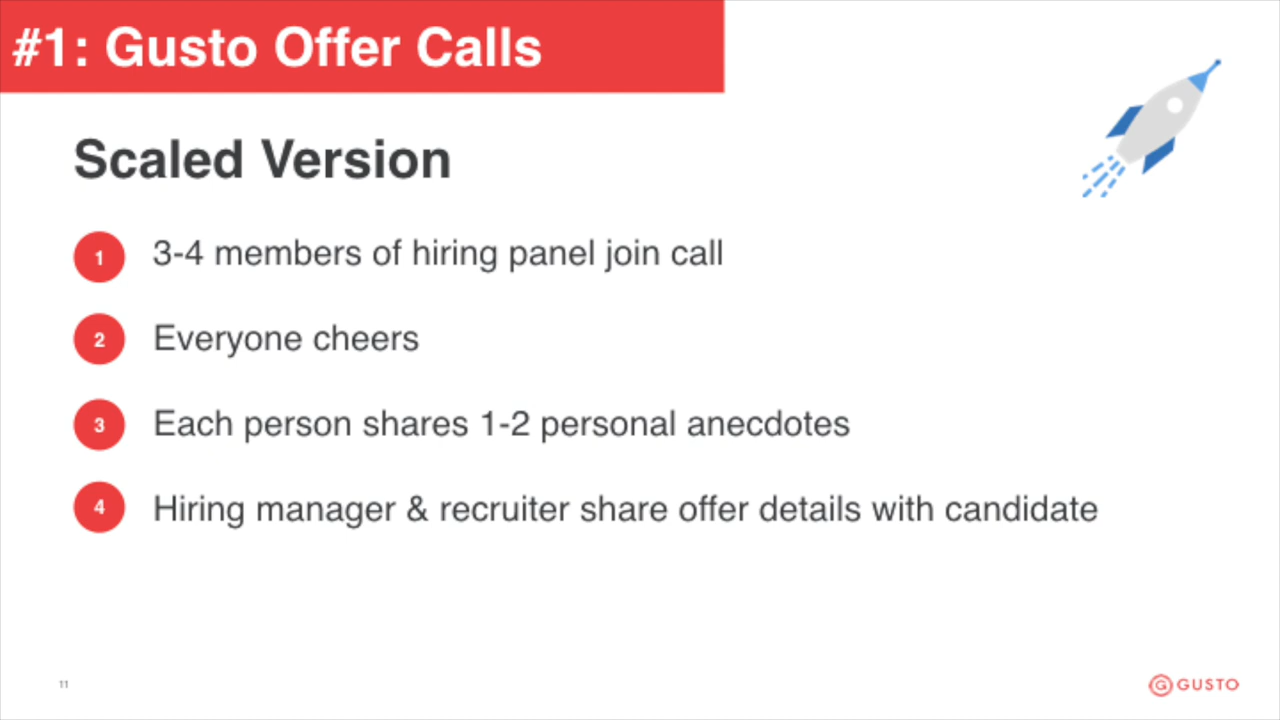 #1: Gusto Offer Calls
Scaled Version
1 3-4 members of hiring panel join call
2 Everyone cheers
3 Each person shares 1-2 personal anecdotes
4 Hiring manager & recruiter share offer details with candidate
11
G GUSTO